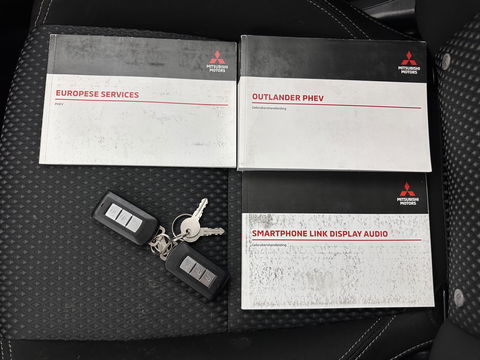 MITSUBISHI
MOTORS
EUROPESE SERVICES
PHEV
MITSUBISHI
MOTORS
OUTLANDER PHEV
Gebruikershandleiding
MITSUBISHI
MOTORS
SMARTPHONE LINK DISPLAY AUDIO
Gebruikershandleiding